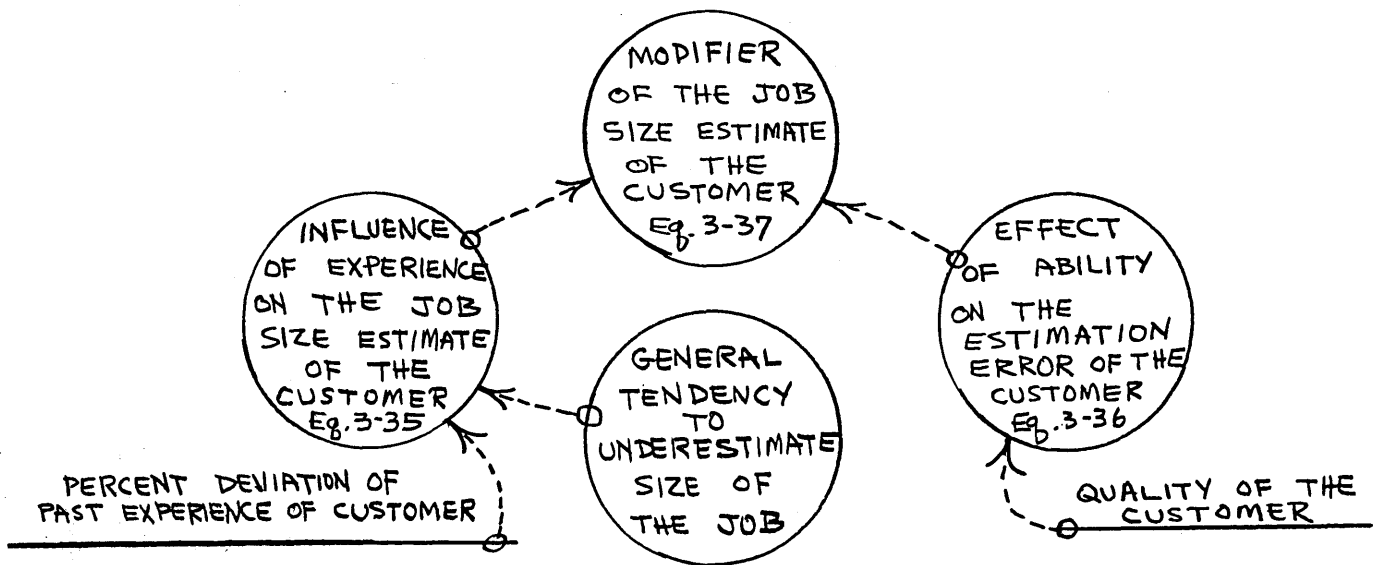 MODIFIER
OF THE JOB
SIZE ESTIMATE
OF THE
CUSTOMER
Eq. 3-37
INFLUENCE
OF EXPERIENCE
ON THE JOB
SIZE ESTIMATE
OF THE
CUSTOMER
Eq. 3-35
GENERAL
TENDENCY
TO
UNDERESTIMATE
SIZE OF
THE JOB
EFFECT
OF ABILITY
ON THE
ESTIMATION
ERROR OF THE
CUSTOMER
Eq. 3-36
PERCENT DEVIATION OF
PAST EXPERIENCE OF CUSTOMER
QUALITY OF THE
CUSTOMER